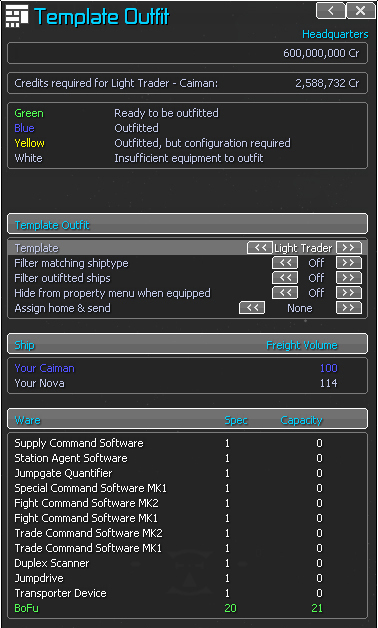 Template Outfit
Headquarters
600,000,000 Cr
Credits required for Light Trader - Caiman: 2,588,732 Cr
Green Ready to be outfitted
Blue Outfitted
Yellow Outfitted, but configuration required
White Insufficient equipment to outfit
Template Outfit
Template << Light Trader >>
Filter matching shiptype << Off >>
Filter outiftted ships << Off >>
Hide from property menu when equipped << Off >>
Assign home & send << None >>
Ship Freight Volume
Your Caiman 100
Your Nova 114
Ware Spec Capacity
Supply Command Software 1 0
Station Agent Software 1 0
Jumpgate Quantifier 1 0
Special Command Software MK1 1 0
Fight Command Software MK2 1 0
Fight Command Software MK1 1 0
Trade Command Software MK2 1 0
Trade Command Software MK1 1 0
Duplex Scanner 1 0
Jumpdrive 1 0
Transporter Device 1 0
BoFu 20 21